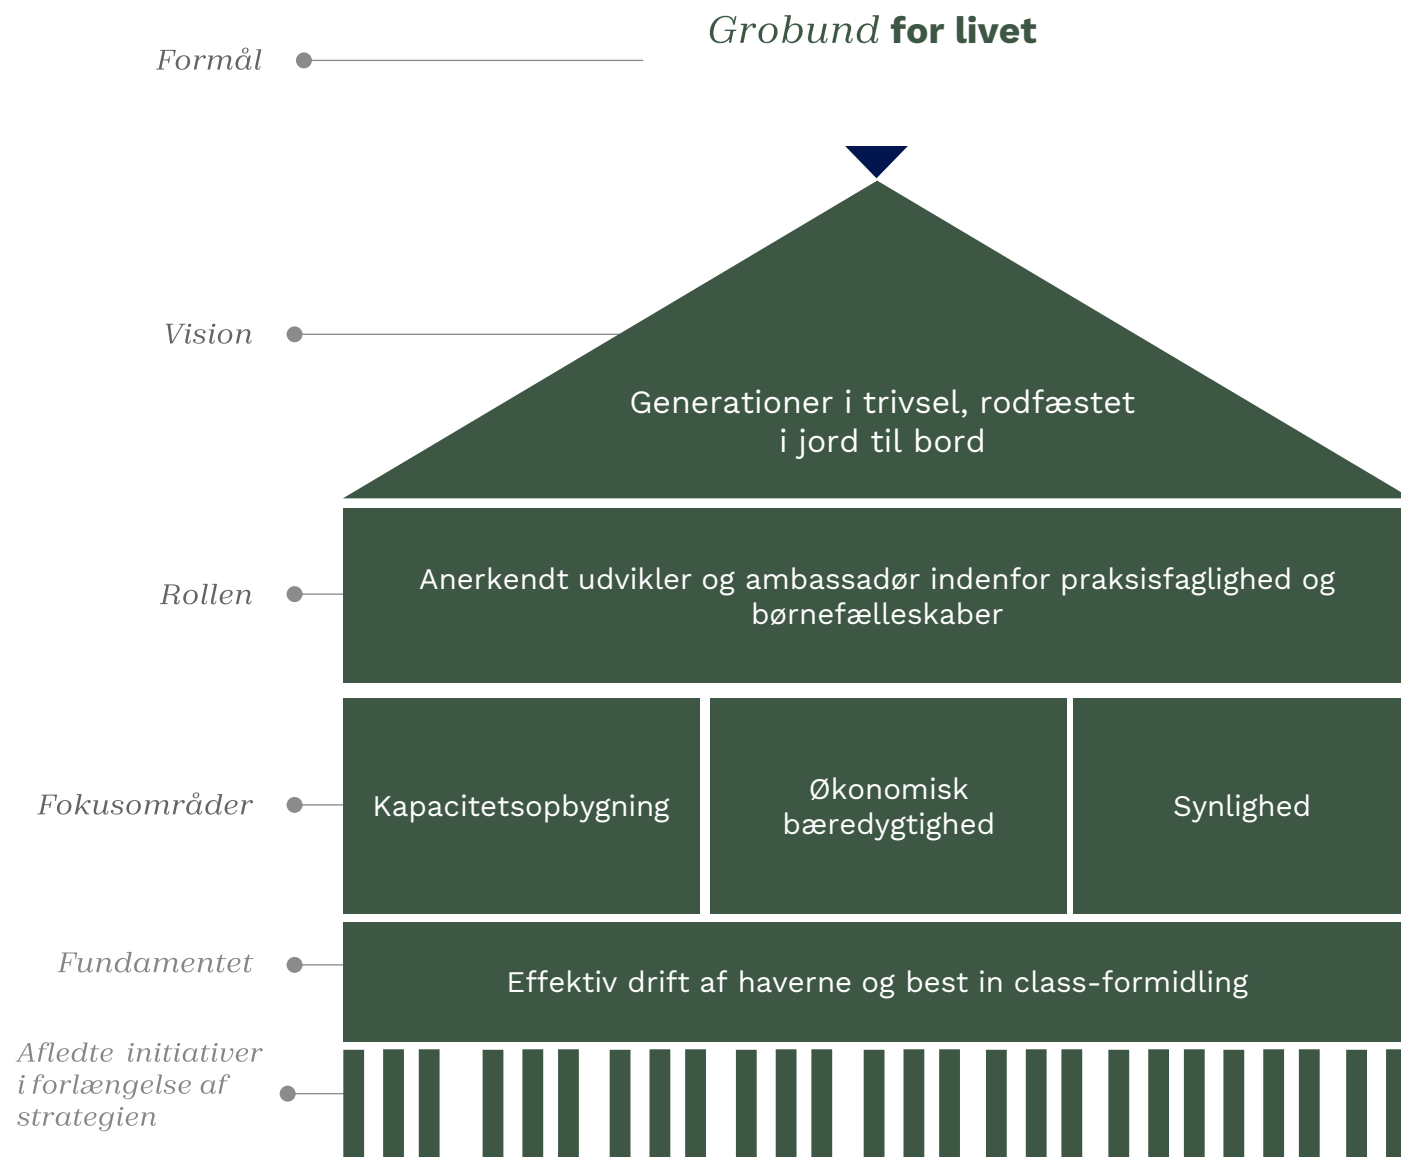 Grobund for livet
Formål
Vision
Generationer i trivsel, rodfæstet
i jord til bord
Rollen
Anerkendt udvikler og ambassadør indenfor praksisfaglighed og
børnefælleskaber
Fokusområder
Kapacitetsopbygning
Økonomisk
bæredygtighed
Synlighed
Fundamentet
Effektiv drift af haverne og best in class-formidling
Afledte initiativer
i forlængelse af
strategien